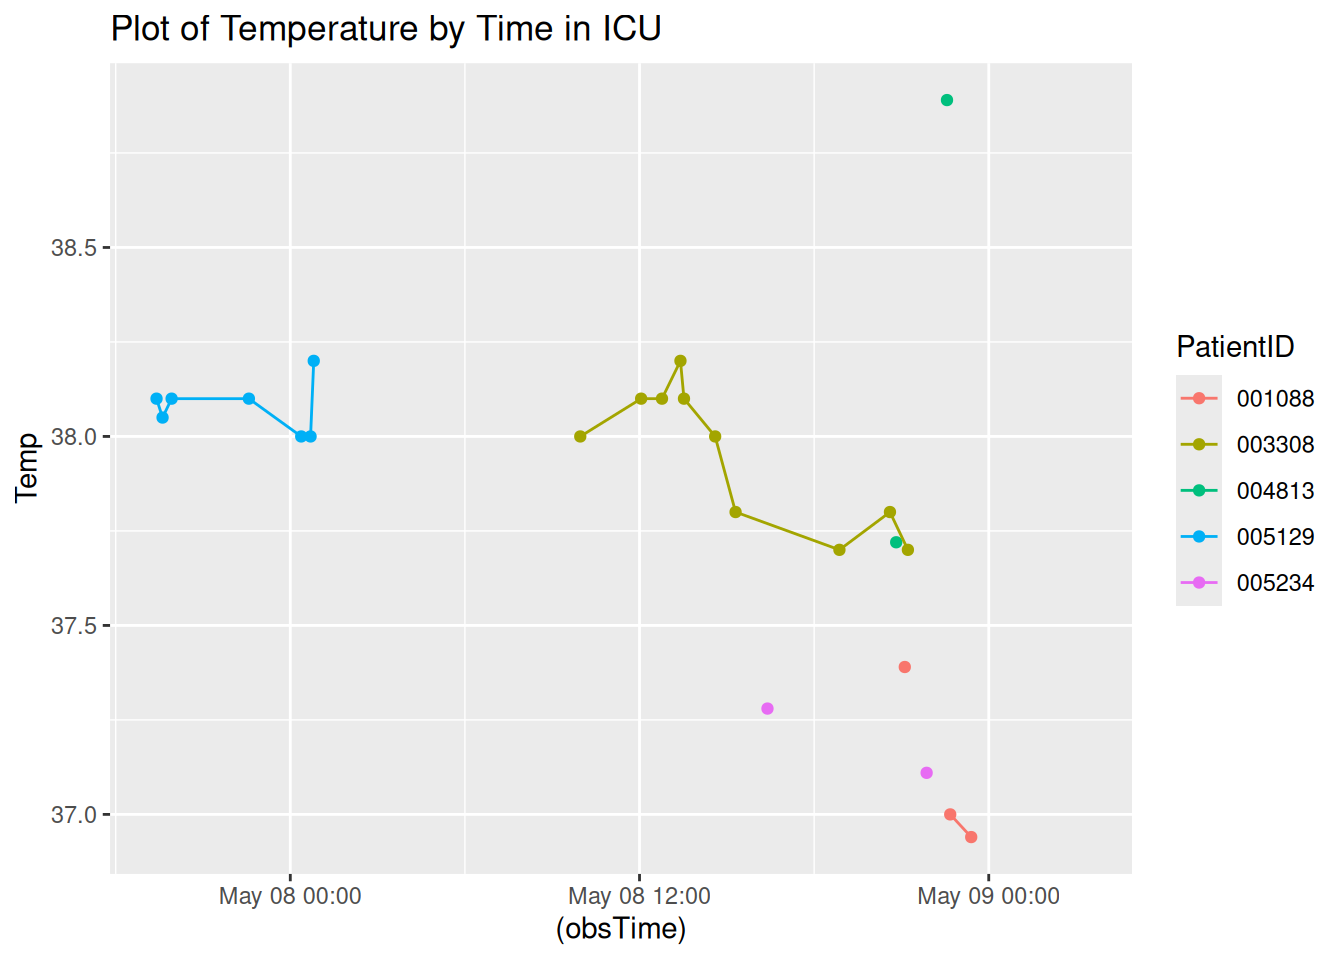 Plot of Temperature by Time in ICU
38.5
38.0
37.5
37.0
Temp
May 08 00:00
May 08 12:00
May 09 00:00
(obsTime)
PatientID
001088
003308
004813
005129
005234